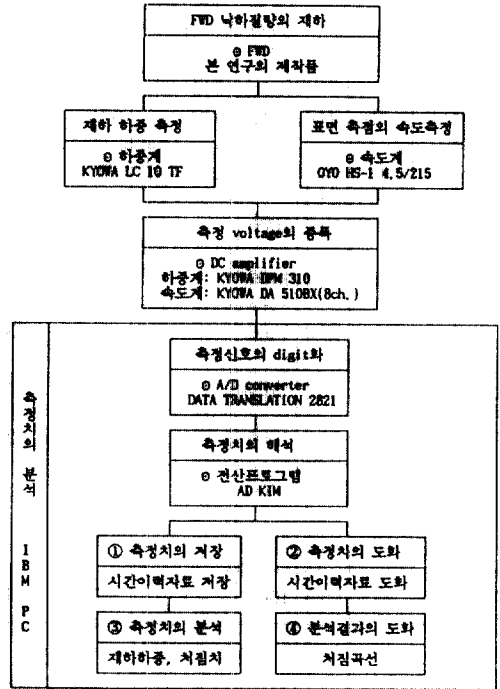 FWD 낙하질량의 재하
⊙ FWD
본 연구의 제작품
재하 하중 측정
⊙ 하중계
KYOWA LC 10 TF
표면 측점의 속도측정
⊙ 속도계
OYO HS-1 4.5/215
측정 voltage의 증폭
⊙ DC amplifier
하중계: KYOWA DPM 310
속도계: KYOWA DA 510BX(8ch.)
측정치의 분석
IBM PC
측정신호의 digit화
⊙ A/D converter
DATA TRANSLATION 2821
측정치의 해석
⊙ 전산프로그램
AD KIM
① 측정치의 저장
시간이력자료 저장
② 측정치의 도화
시간이력자료 도화
③ 측정치의 분석
재하하중, 처짐치
④ 분석결과의 도화
처짐곡선